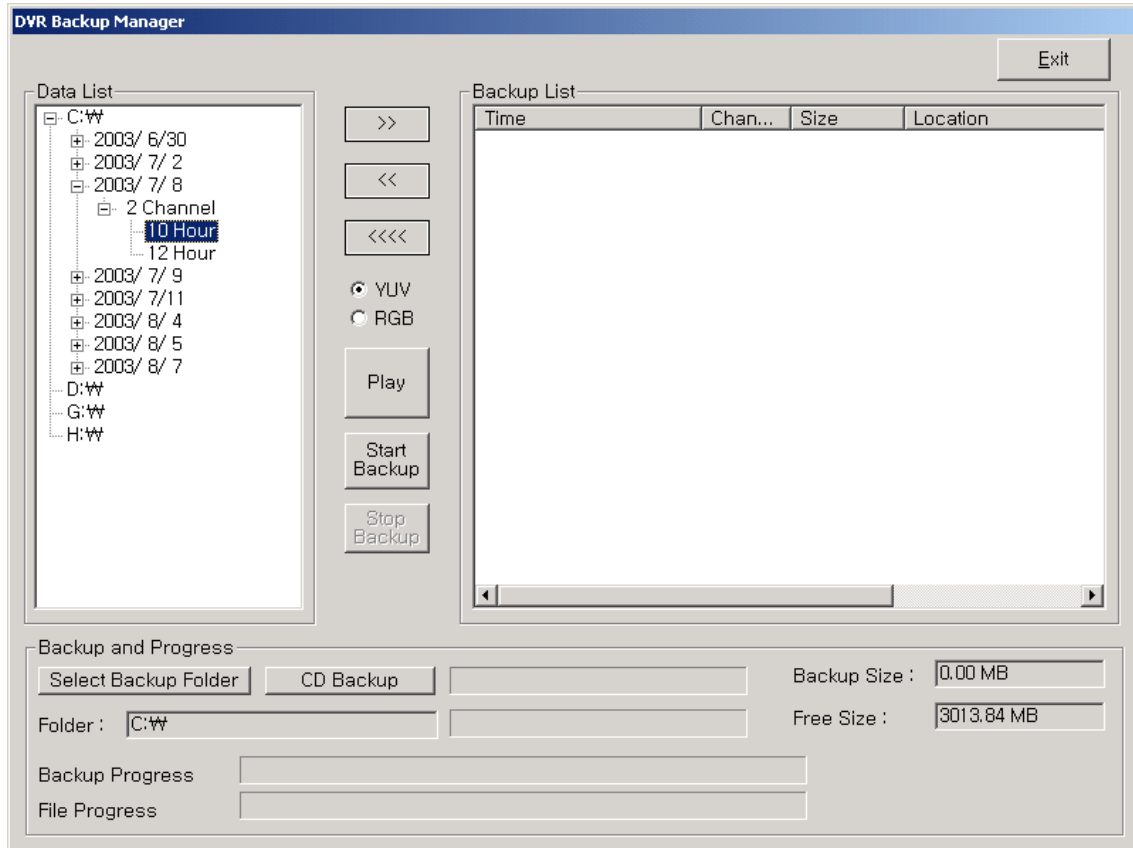 DVR Backup Manager
Exit
Data List
C:₩
2003/ 6/30
2003/ 7/ 2
2003/ 7/ 8
2 Channel
10 Hour
12 Hour
2003/ 7/ 9
2003/ 7/11
2003/ 8/ 4
2003/ 8/ 5
2003/ 8/ 7
D:₩
G:₩
H:₩
>>
<<
<<<<
YUV
RGB
Play
Start
Backup
Stop
Backup
Backup List
Time Chan... Size Location
Backup and Progress
Select Backup Folder CD Backup Backup Size : 0.00 MB
Folder : C:₩ Free Size : 3013.84 MB
Backup Progress
File Progress